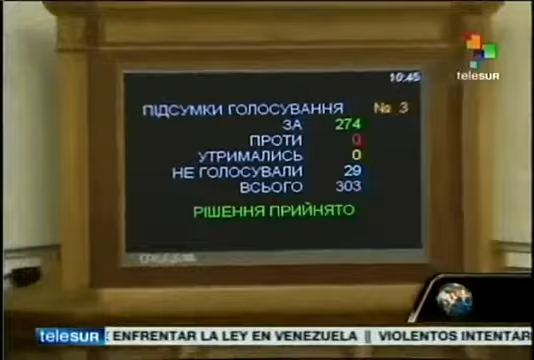 10:45
teleSUR
ПІДСУМКИ ГОЛОСУВАННЯ № 3
ЗА 274
ПРОТИ 0
УТРИМАЛИСЬ 0
НЕ ГОЛОСУВАЛИ 29
ВСЬОГО 303
РІШЕННЯ ПРИЙНЯТО
teleSUR ENFRENTAR LA LEY EN VENEZUELA || VIOLENTOS INTENTAR